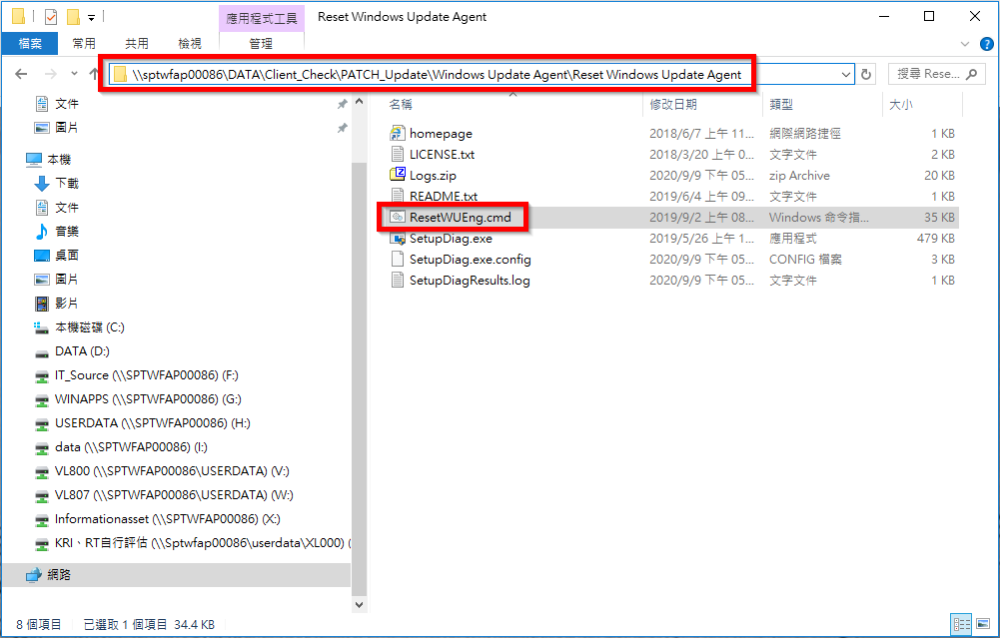 應用程式工具 Reset Windows Update Agent
檔案 常用 共用 檢視 管理
\\sptwfap00086\DATA\Client_Check\PATCH_Update\Windows Update Agent\Reset Windows Update Agent 搜尋 Rese...
文件
圖片
本機
下載
文件
音樂
桌面
圖片
影片
本機磁碟 (C:)
DATA (D:)
IT_Source (\\SPTWFAP00086) (F:)
WINAPPS (\\SPTWFAP00086) (G:)
USERDATA (\\SPTWFAP00086) (H:)
data (\\SPTWFAP00086) (I:)
VL800 (\\SPTWFAP00086\USERDATA) (V:)
VL807 (\\SPTWFAP00086\USERDATA) (W:)
Informationasset (\\SPTWFAP00086) (X:)
KRI、RT自行評估 (\\Sptwfap00086\userdata\XL000) (
網路
名稱 修改日期 類型 大小
homepage 2018/6/7 上午 11... 網際網路捷徑 1 KB
LICENSE.txt 2018/3/20 上午 0... 文字文件 2 KB
Logs.zip 2020/9/9 下午 05... zip Archive 20 KB
README.txt 2019/6/4 上午 09... 文字文件 1 KB
ResetWUEng.cmd 2019/9/2 上午 08... Windows 命令指... 35 KB
SetupDiag.exe 2019/5/26 上午 1... 應用程式 479 KB
SetupDiag.exe.config 2020/9/9 下午 05... CONFIG 檔案 3 KB
SetupDiagResults.log 2020/9/9 下午 05... 文字文件 1 KB
8 個項目 已選取 1 個項目 34.4 KB